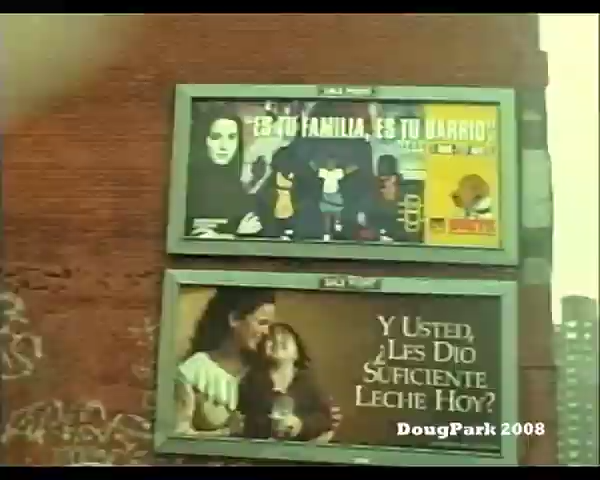 "ES TU FAMILIA, ES TU BARRIO"
Y USTED,
¿LES DIO
SUFICIENTE
LECHE HOY?
DougPark 2008